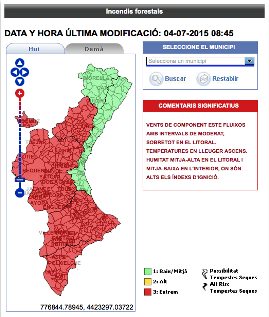 Incendis forestals
DATA Y HORA ÚLTIMA MODIFICACIÓ: 04-07-2015 08:45
Hui
Demà
SELECCIONE EL MUNICIPI
Selecciona un municipi
Buscar
Restablir
COMENTARIS SIGNIFICATIUS
VENTS DE COMPONENT ESTE FLUIXOS
AMB INTERVALS DE MODERAT,
SOBRETOT EN EL LITORAL.
TEMPERATURES EN LLEUGER ASCENS.
HUMITAT MITJA-ALTA EN EL LITORAL I
MITJA-BAIXA EN L'INTERIOR, ON SÓN
ALTS ELS ÍNDEXS D'IGNICIÓ.
1: Baix/Mitjà
2: Alt
3: Extrem
Possibilitat
Tempestes Seques
Alt Risc
Tempestes Seques
776844.78945, 4423297.03722